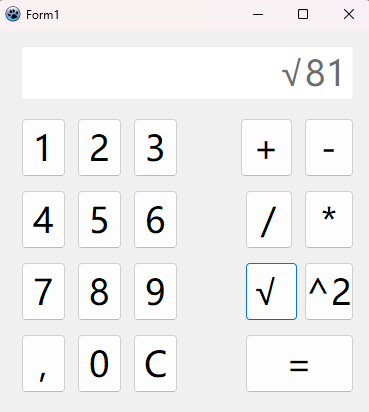 Form1
√81
1 2 3 + -
4 5 6 / *
7 8 9 √ ^2
, 0 C =